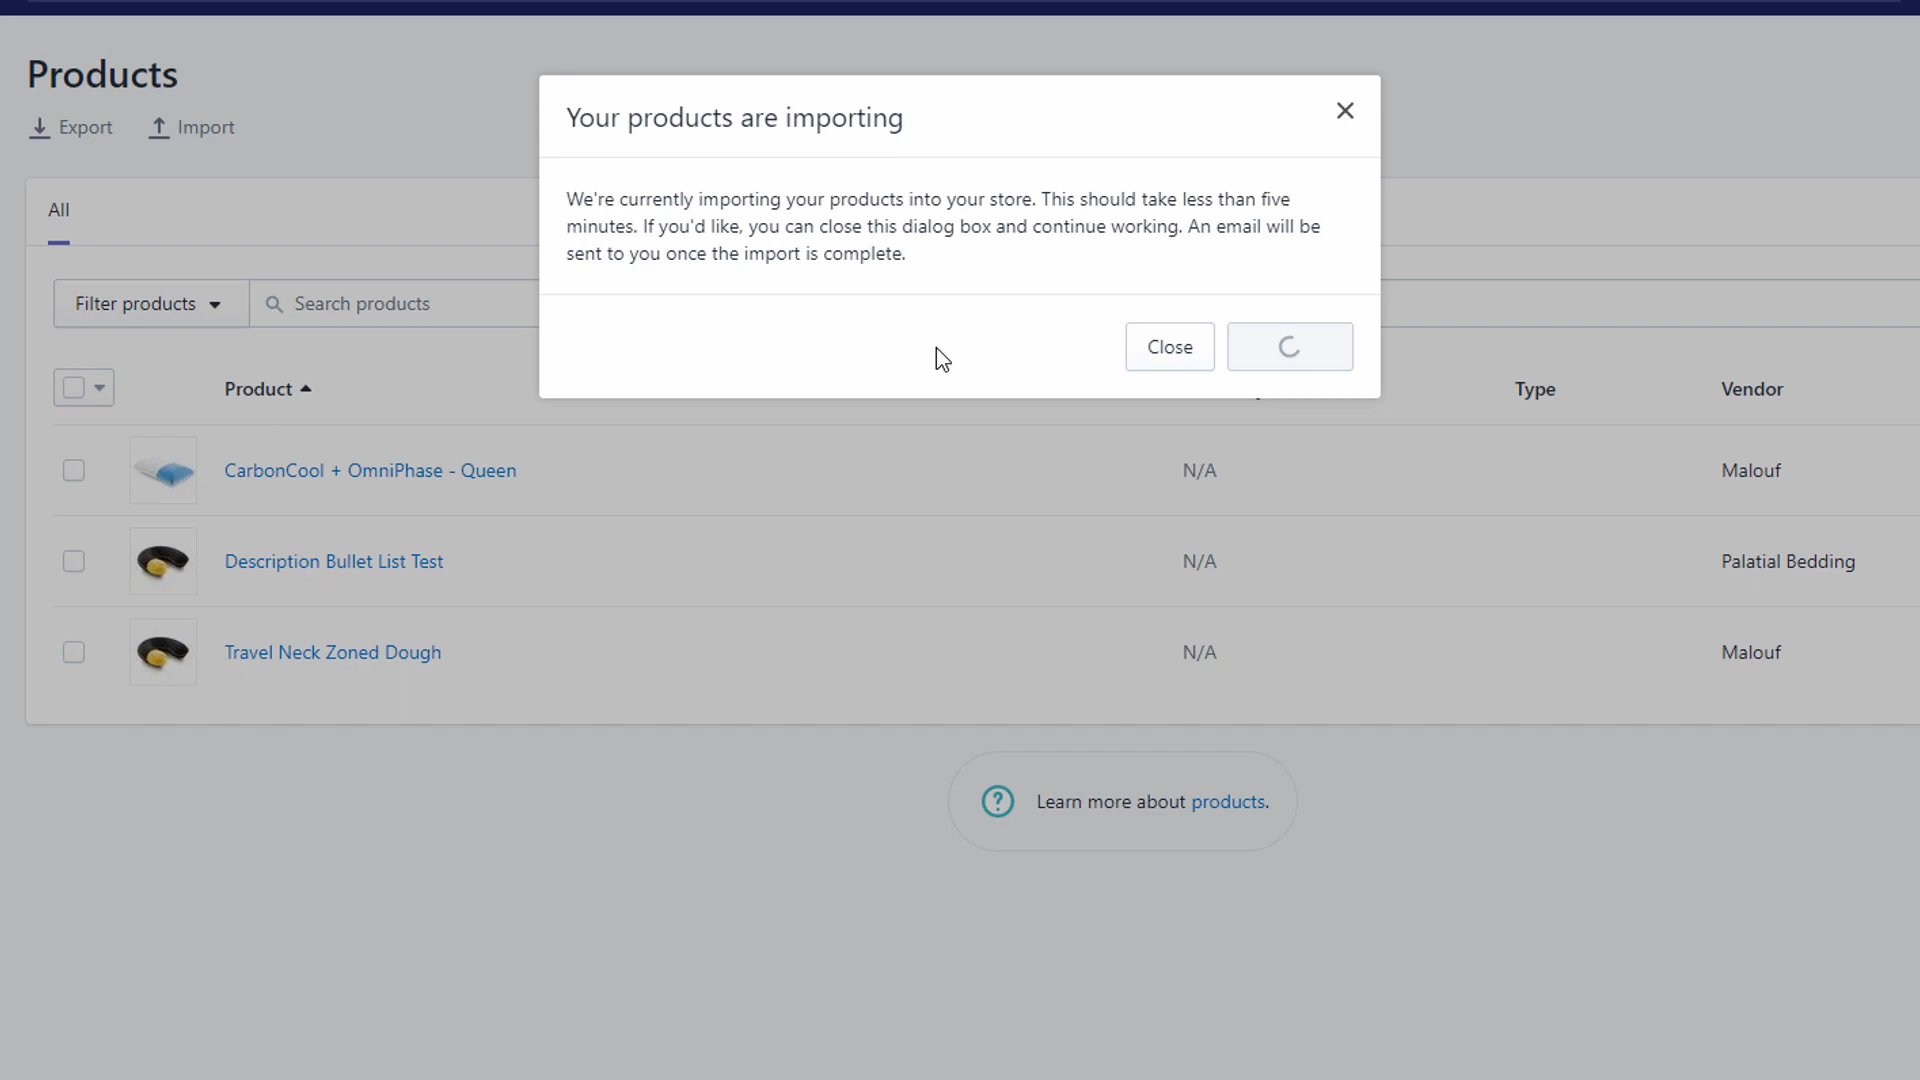 Products
Export
Import
Your products are importing
We're currently importing your products into your store. This should take less than five
minutes. If you'd like, you can close this dialog box and continue working. An email will be
sent to you once the import is complete.
Close
All
Filter products
Search products
Product
Type
Vendor
CarbonCool + OmniPhase - Queen
N/A
Malouf
Description Bullet List Test
N/A
Palatial Bedding
Travel Neck Zoned Dough
N/A
Malouf
Learn more about products.